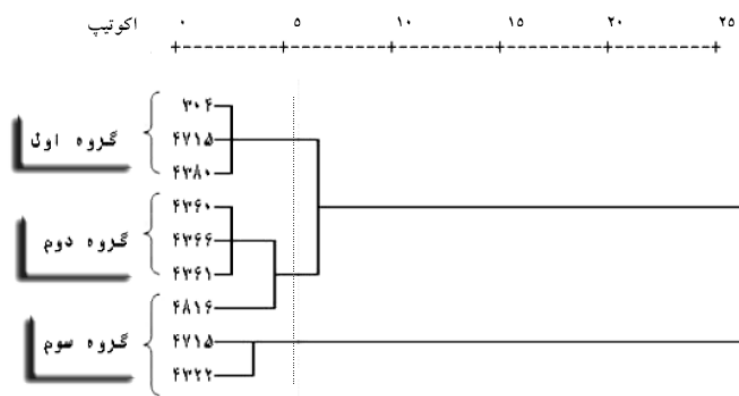 اکوتیپ ۰ ۵ ۱۰ ۱۵ ۲۰ ۲۵
۳۰۴
گروه اول ۴۷۱۵
۴۳۸۰
۴۳۶۰
گروه دوم ۴۳۶۶
۴۳۶۱
۴۸۱۶
گروه سوم ۴۷۱۵
۴۳۲۲